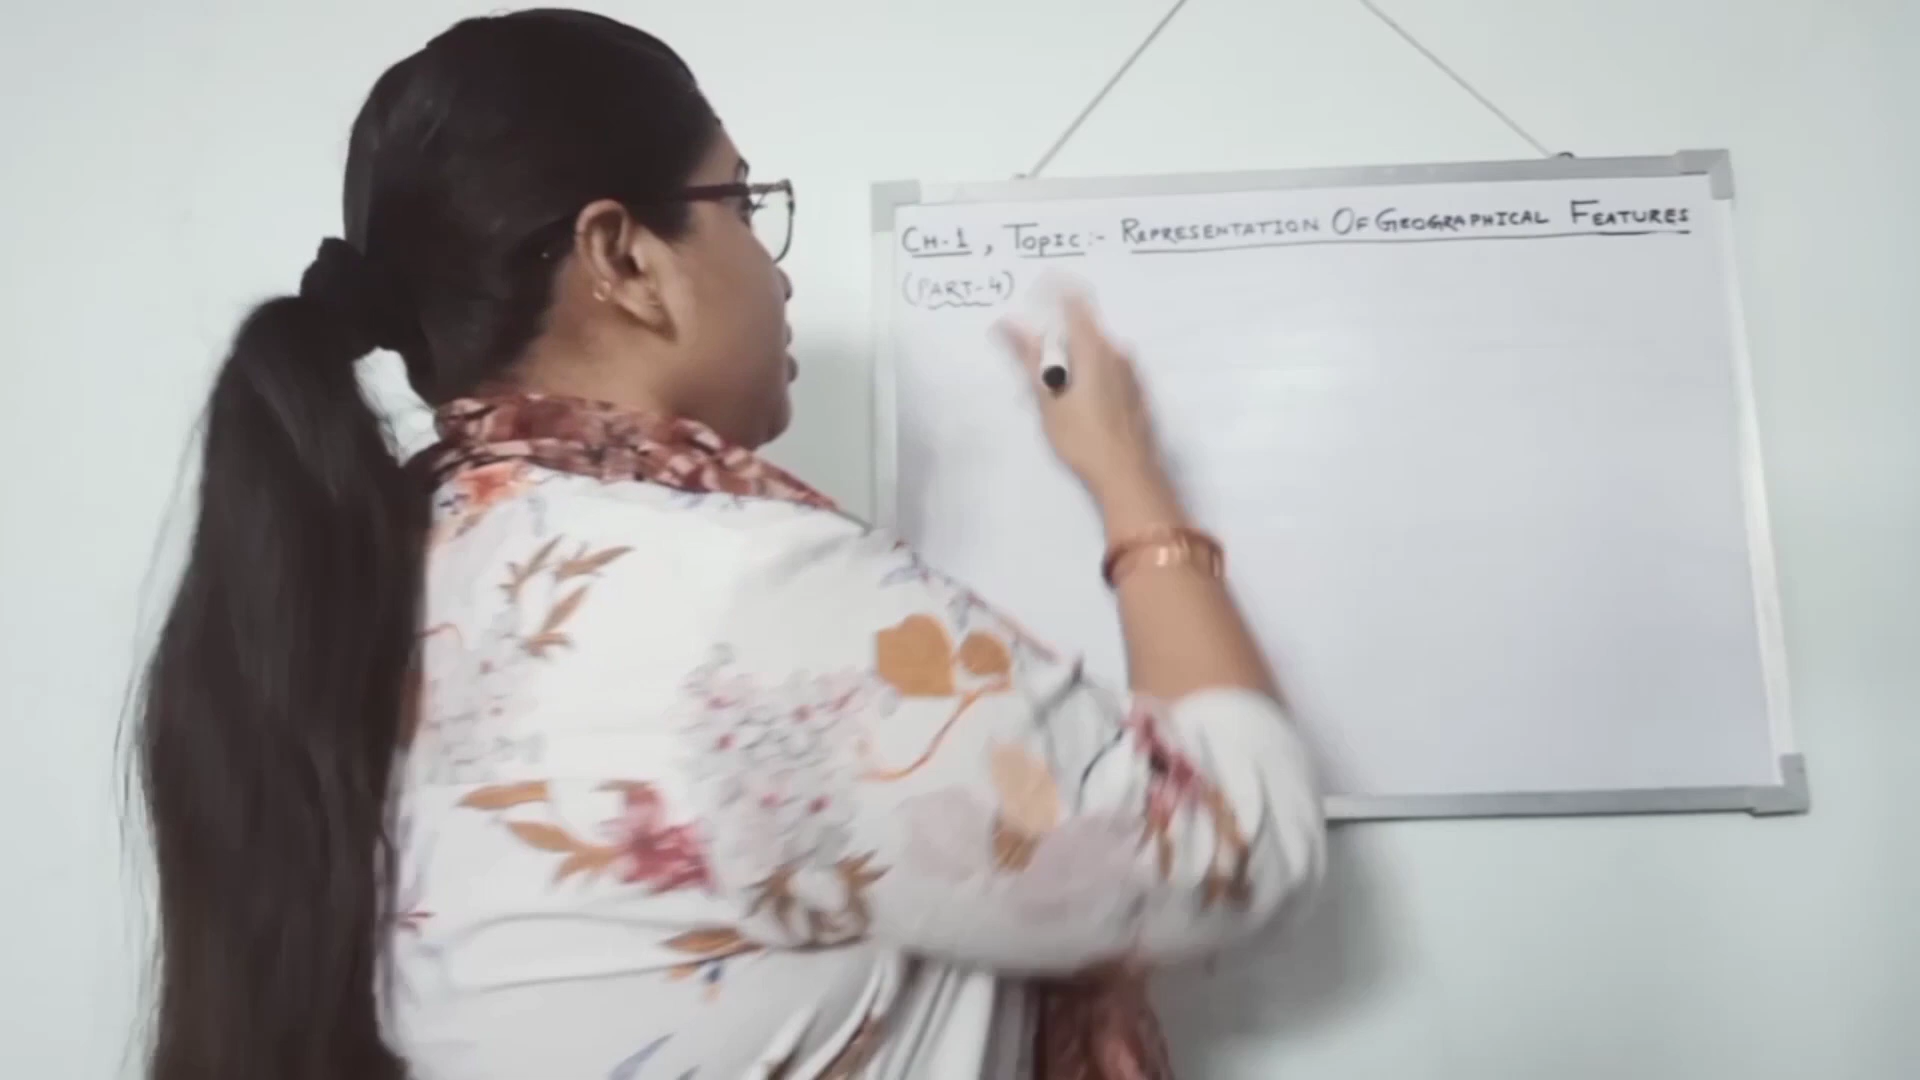 CH-1, TOPIC:- REPRESENTATION OF GEOGRAPHICAL FEATURES
(PART-4)